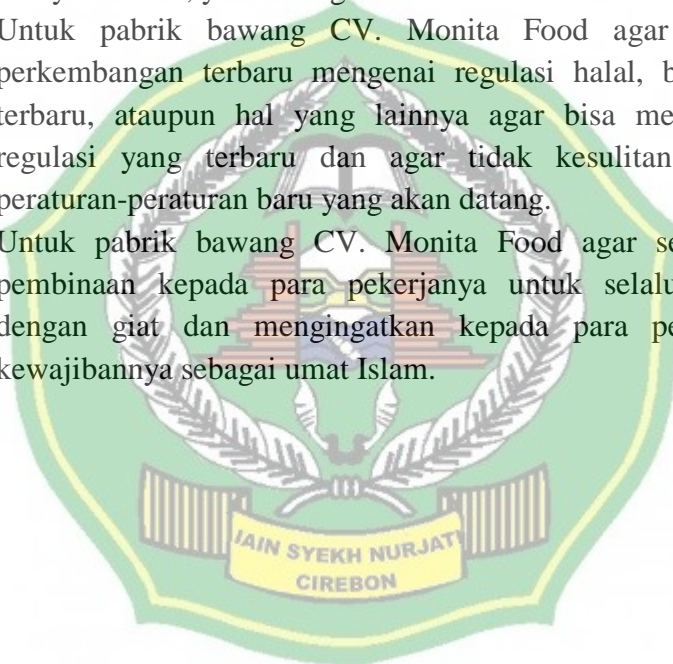 Untuk pabrik bawang CV. Monita Food agar
perkembangan terbaru mengenai regulasi halal, b
terbaru, ataupun hal yang lainnya agar bisa me
regulasi yang terbaru dan agar tidak kesulitan
peraturan-peraturan baru yang akan datang.
Untuk pabrik bawang CV. Monita Food agar se
pembinaan kepada para pekerjanya untuk selalu
dengan giat dan mengingatkan kepada para pe
kewajibannya sebagai umat Islam.
IAIN SYEKH NURJATI
CIREBON